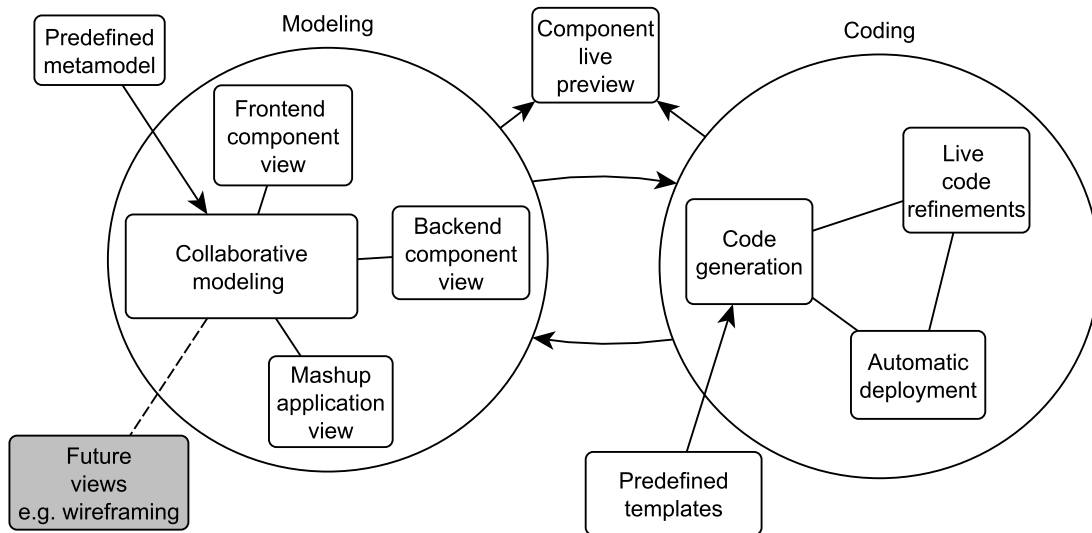 Modeling
Coding
Predefined
metamodel
Component
live
preview
Frontend
component
view
Live
code
refinements
Collaborative
modeling
Backend
component
view
Code
generation
Mashup
application
view
Automatic
deployment
Future
views
e.g. wireframing
Predefined
templates